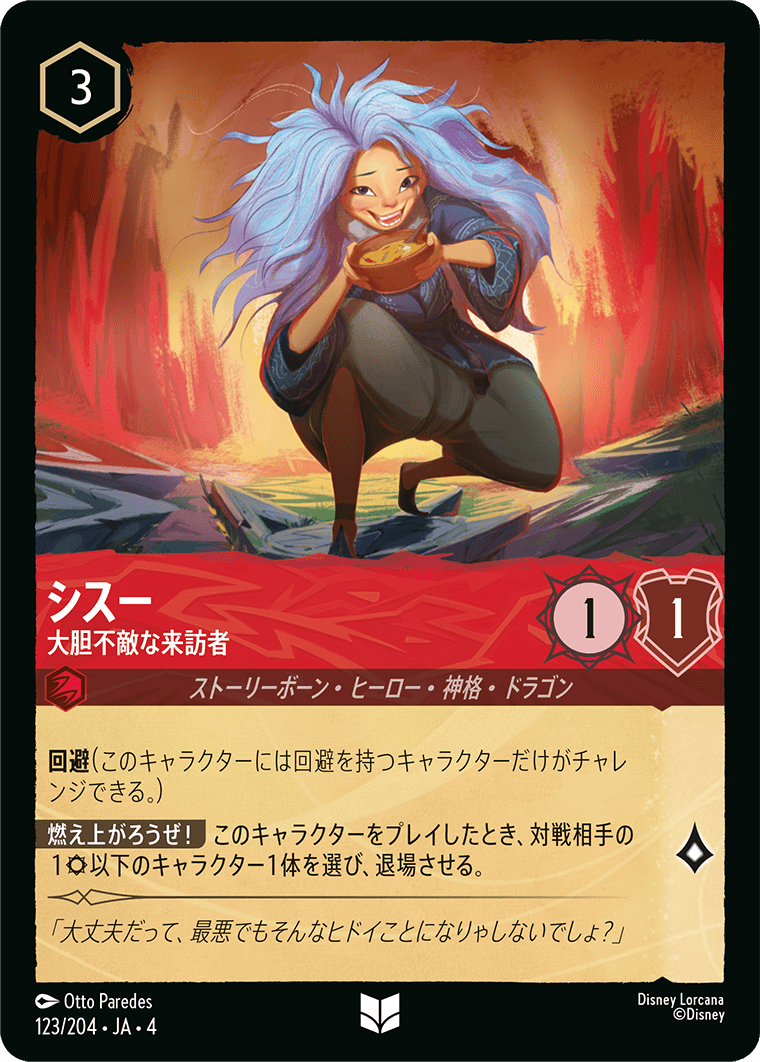 3
シスー
大胆不敵な来訪者
1
1
ストーリーボーン・ヒーロー・神格・ドラゴン
回避(このキャラクターには回避を持つキャラクターだけがチャレ
ンジできる。)
燃え上がろうぜ! このキャラクターをプレイしたとき、対戦相手の
1以下のキャラクター1体を選び、退場させる。
「大丈夫だって、最悪でもそんなヒドイことになりゃしないでしょ?」
Otto Paredes
123/204・JA・4
Disney Lorcana
©Disney